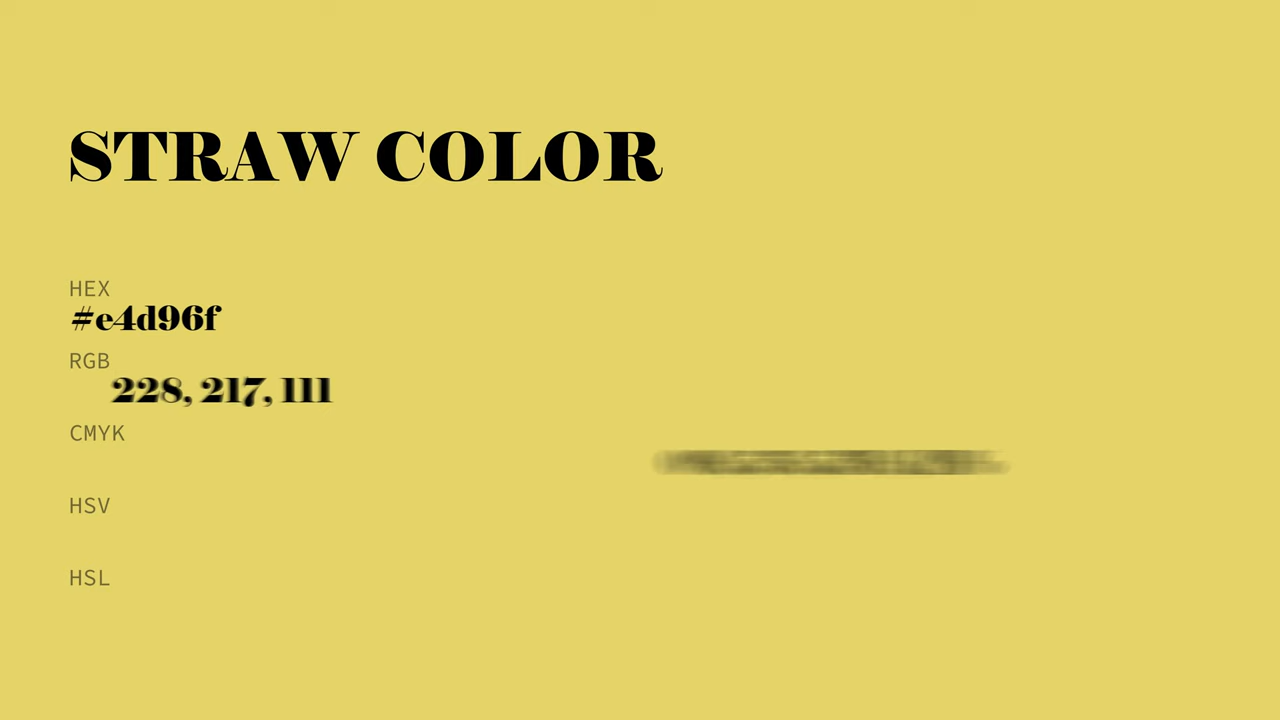 STRAW COLOR
HEX
#e4d96f
RGB
228, 217, 111
CMYK
HSV
HSL